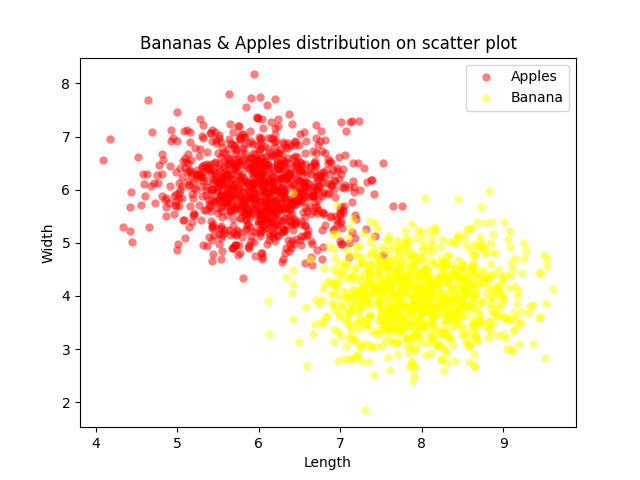 Bananas & Apples distribution on scatter plot
Apples
Banana
8
7
6
5
4
3
2
Width
4 5 6 7 8 9
Length